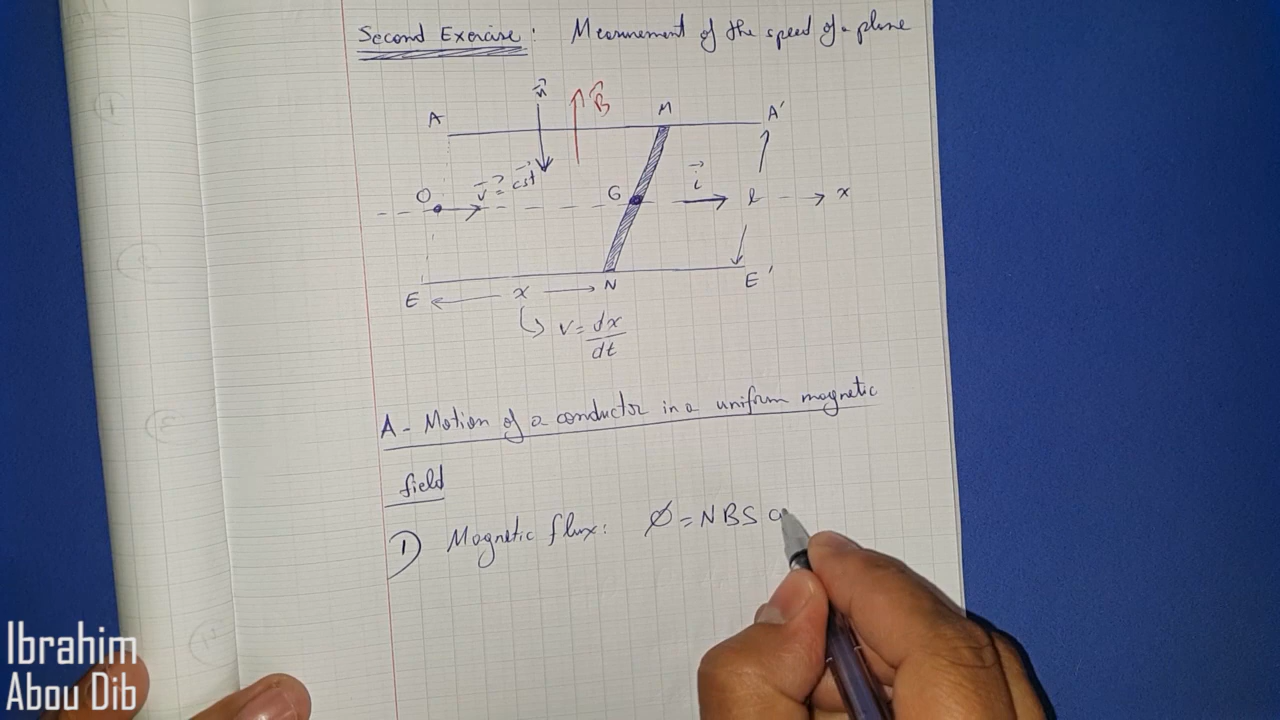 Second Exercise: Measurement of the speed of a plane
n B M A'
A
v = cst i
O G l x
E x N E'
v = dx/dt
A - Motion of a conductor in a uniform magnetic
field
1) Magnetic flux: Ø = NBS c
Ibrahim
Abou Dib